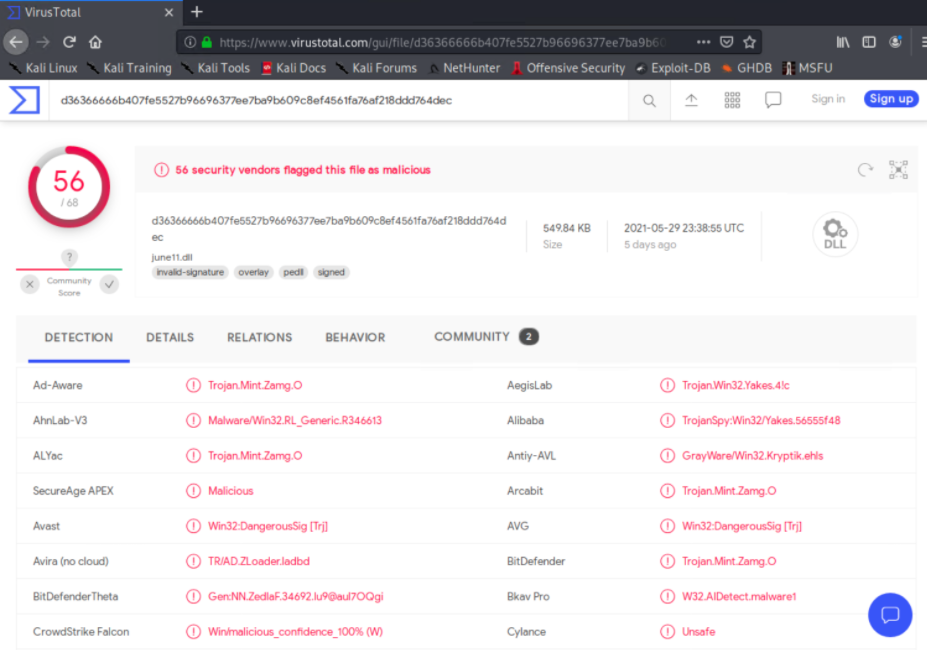 VirusTotal
https://www.virustotal.com/gui/file/d36366666b407fe5527b96696377ee7ba9b60
Kali Linux Kali Training Kali Tools Kali Docs Kali Forums NetHunter Offensive Security Exploit-DB GHDB MSFU
d36366666b407fe5527b96696377ee7ba9b609c8ef4561fa76af218ddd764dec Sign in Sign up
56
/ 68
56 security vendors flagged this file as malicious
d36366666b407fe5527b96696377ee7ba9b609c8ef4561fa76af218ddd764d
ec
june11.dll
invalid-signature overlay pedll signed
549.84 KB
Size
2021-05-29 23:38:55 UTC
5 days ago
DLL
?
Community
Score
DETECTION DETAILS RELATIONS BEHAVIOR COMMUNITY 2
Ad-Aware Trojan.Mint.Zamg.O AegisLab Trojan.Win32.Yakes.4!c
AhnLab-V3 Malware/Win32.RL_Generic.R346613 Alibaba TrojanSpy:Win32/Yakes.56555f48
ALYac Trojan.Mint.Zamg.O Antiy-AVL GrayWare/Win32.Kryptik.ehls
SecureAge APEX Malicious Arcabit Trojan.Mint.Zamg.O
Avast Win32:DangerousSig [Trj] AVG Win32:DangerousSig [Trj]
Avira (no cloud) TR/AD.ZLoader.ladbd BitDefender Trojan.Mint.Zamg.O
BitDefenderTheta Gen:NN.ZedlaF.34692.Iu9@aul7OQgi Bkav Pro W32.AIDetect.malware1
CrowdStrike Falcon Win/malicious_confidence_100% (W) Cylance Unsafe